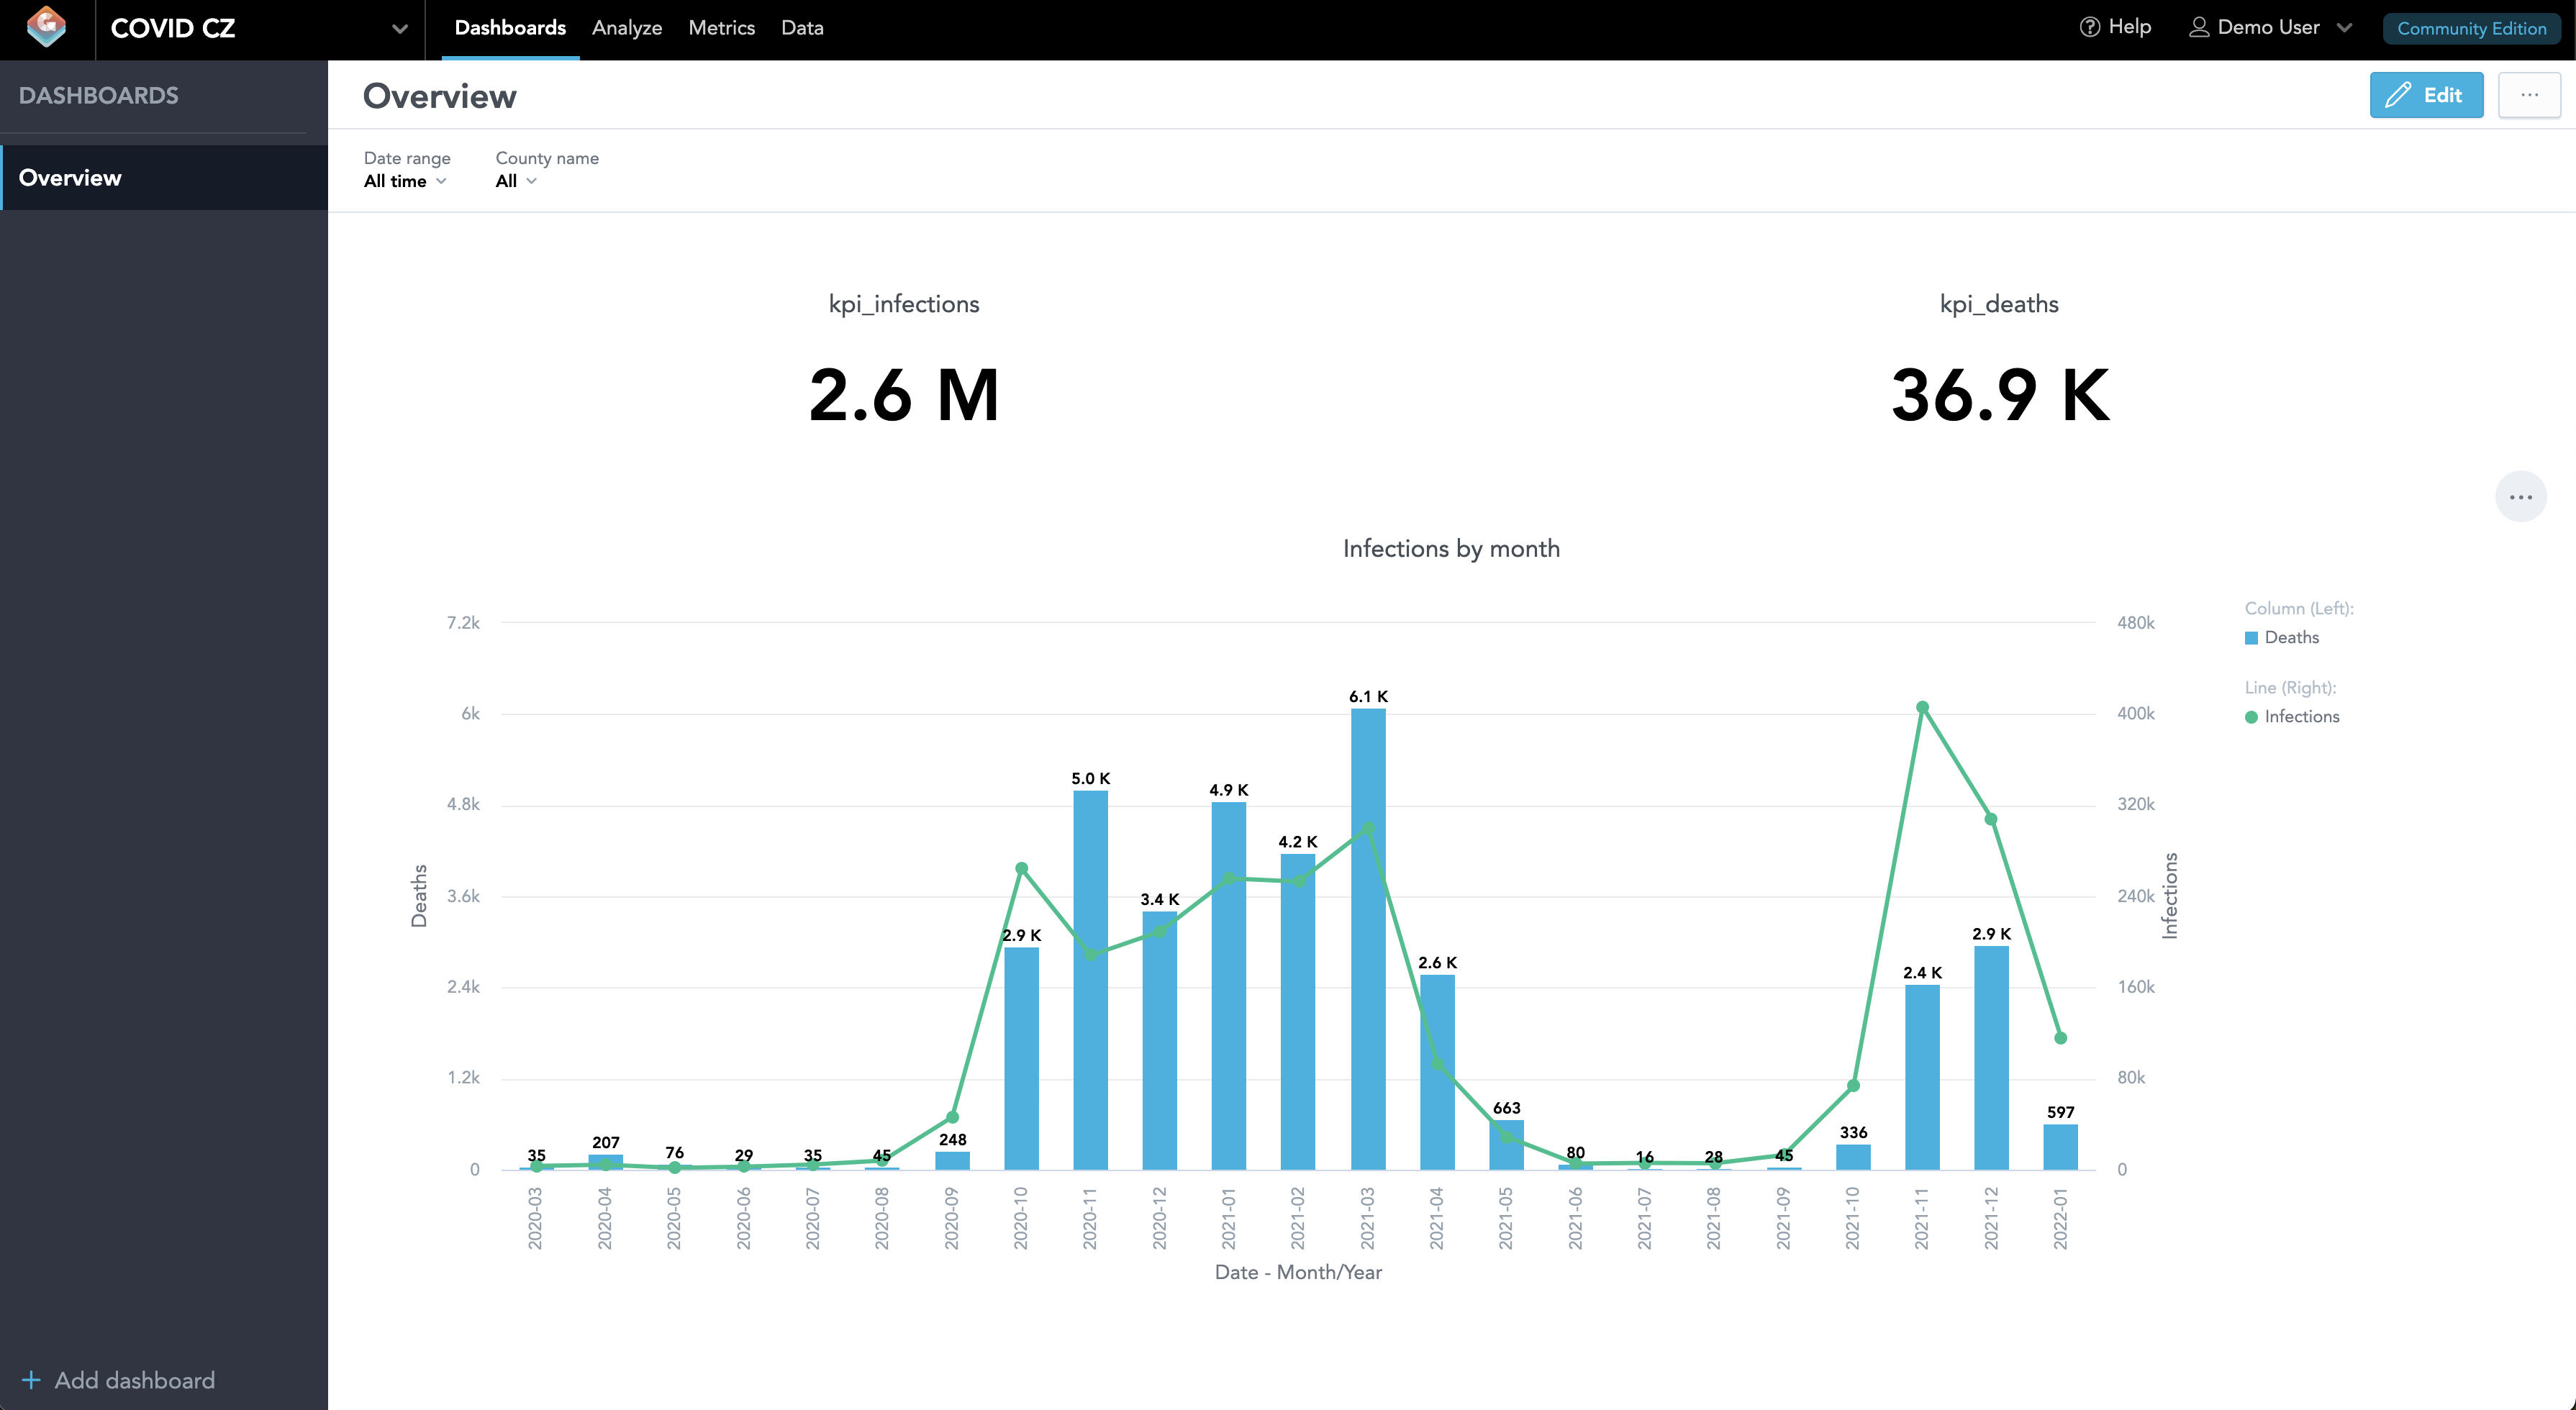 COVID CZ
Dashboards Analyze Metrics Data
Help Demo User Community Edition
DASHBOARDS
Overview
Add dashboard
Overview
Edit
Date range County name
All time All
kpi_infections kpi_deaths
2.6 M 36.9 K
Infections by month
Column (Left):
Deaths
Line (Right):
Infections
7.2k
6k
4.8k
3.6k
2.4k
1.2k
0
Deaths
35 207 76 29 35 45 248 2.9 K 5.0 K 3.4 K 4.9 K 4.2 K 6.1 K 2.6 K 663 80 16 28 45 336 2.4 K 2.9 K 597
480k
400k
320k
240k
160k
80k
0
Infections
2020-03 2020-04 2020-05 2020-06 2020-07 2020-08 2020-09 2020-10 2020-11 2020-12 2021-01 2021-02 2021-03 2021-04 2021-05 2021-06 2021-07 2021-08 2021-09 2021-10 2021-11 2021-12 2022-01
Date - Month/Year